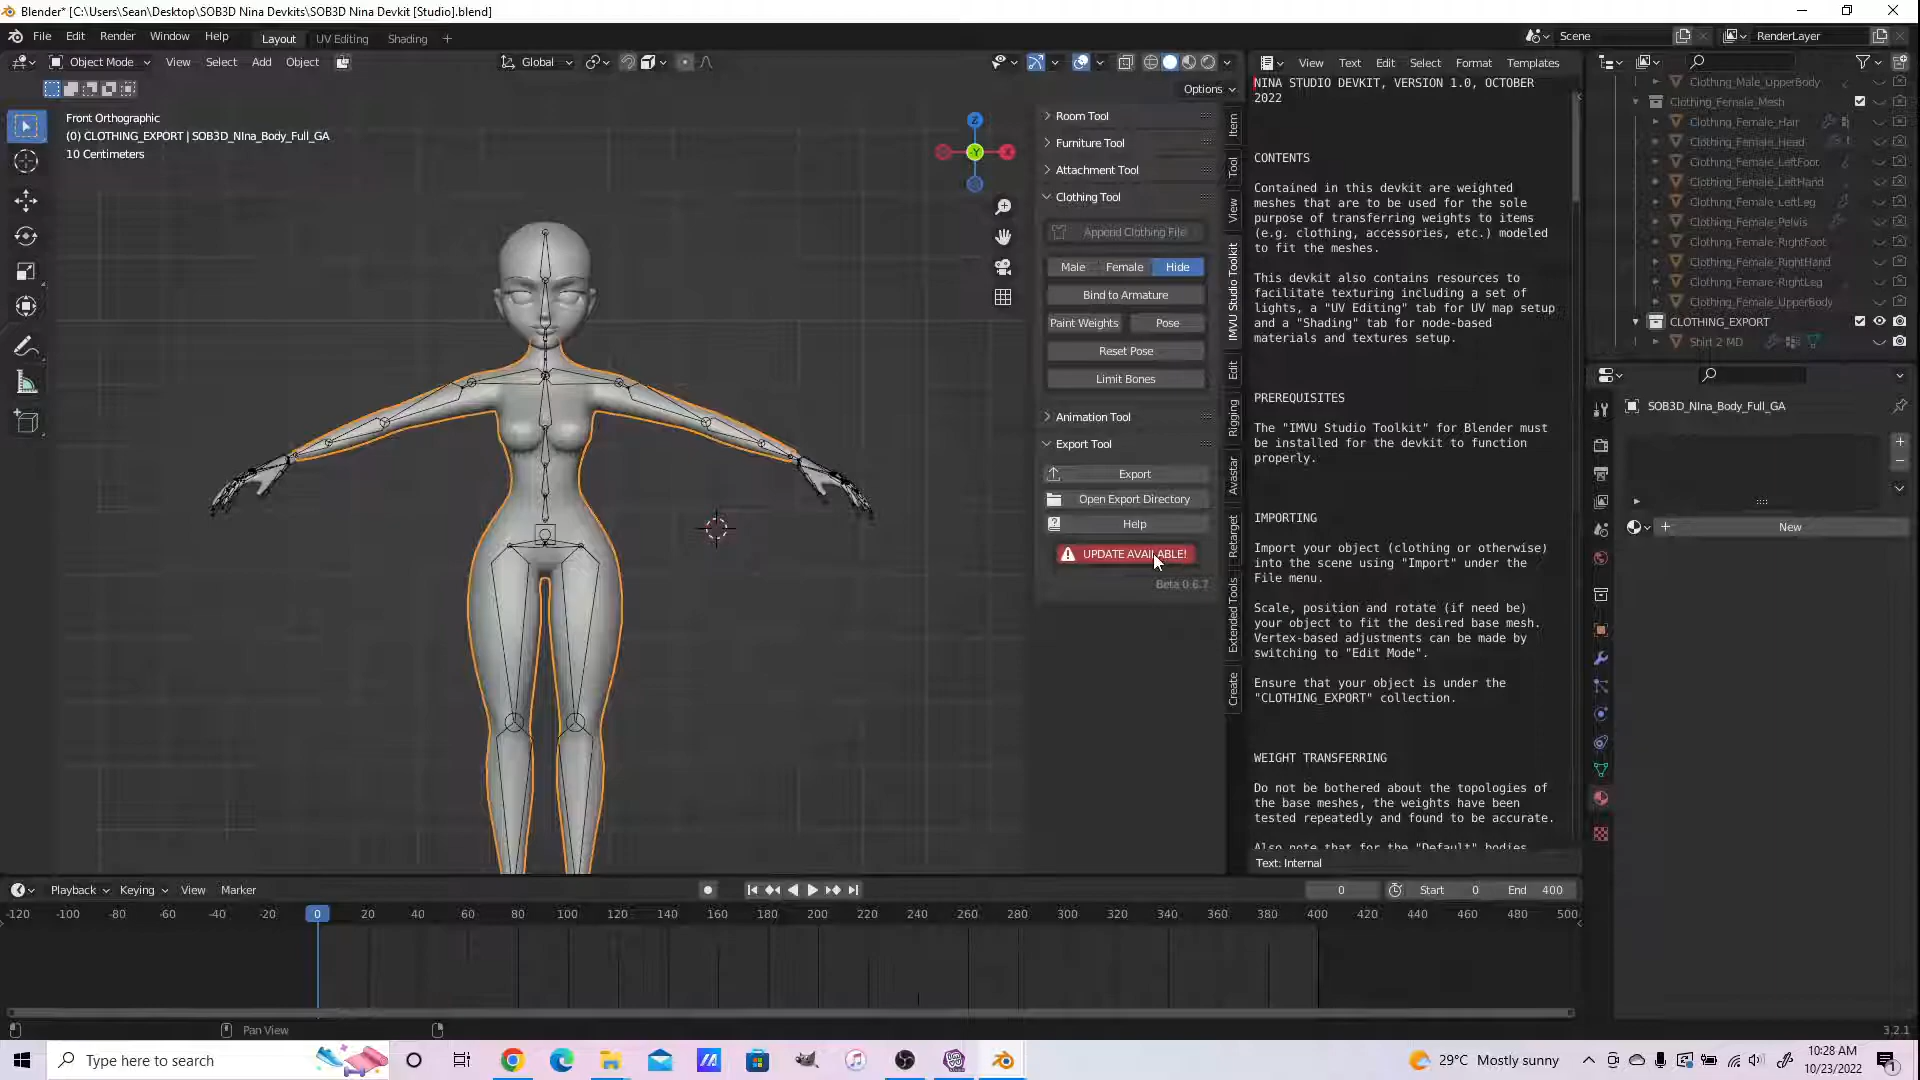 Blender* [C:\Users\Sean\Desktop\SOB3D Nina Devkits\SOB3D Nina Devkit [Studio].blend]
File Edit Render Window Help Layout UV Editing Shading + Scene RenderLayer
Object Mode View Select Add Object Global
Options
Front Orthographic
(0) CLOTHING_EXPORT | SOB3D_NIna_Body_Full_GA
10 Centimeters
Z
-Y
X
Room Tool
Furniture Tool
Attachment Tool
Clothing Tool
Append Clothing File
Male Female Hide
Bind to Armature
Paint Weights Pose
Reset Pose
Limit Bones
Animation Tool
Export Tool
Export
Open Export Directory
Help
UPDATE AVAILABLE!
Beta 0.6.7
Item
Tool
View
IMVU Studio Toolkit
Edit
Rigging
Avastar
Retarget
Extended Tools
Create
View Text Edit Select Format Templates
NINA STUDIO DEVKIT, VERSION 1.0, OCTOBER
2022
CONTENTS
Contained in this devkit are weighted
meshes that are to be used for the sole
purpose of transferring weights to items
(e.g. clothing, accessories, etc.) modeled
to fit the meshes.
This devkit also contains resources to
facilitate texturing including a set of
lights, a "UV Editing" tab for UV map setup
and a "Shading" tab for node-based
materials and textures setup.
PREREQUISITES
The "IMVU Studio Toolkit" for Blender must
be installed for the devkit to function
properly.
IMPORTING
Import your object (clothing or otherwise)
into the scene using "Import" under the
File menu.
Scale, position and rotate (if need be)
your object to fit the desired base mesh.
Vertex-based adjustments can be made by
switching to "Edit Mode".
Ensure that your object is under the
"CLOTHING_EXPORT" collection.
WEIGHT TRANSFERRING
Do not be bothered about the topologies of
the base meshes, the weights have been
tested repeatedly and found to be accurate.
Also note that for the "Default" bodies
Text: Internal
Clothing_Male_UpperBody
Clothing_Female_Mesh
Clothing_Female_Hair
Clothing_Female_Head
Clothing_Female_LeftFoot
Clothing_Female_LeftHand
Clothing_Female_LeftLeg
Clothing_Female_Pelvis
Clothing_Female_RightFoot
Clothing_Female_RightHand
Clothing_Female_RightLeg
Clothing_Female_UpperBody
CLOTHING_EXPORT
Shirt 2 MD
SOB3D_NIna_Body_Full_GA
New
Playback Keying View Marker 0 Start 0 End 400
-120 -100 -80 -60 -40 -20 0 20 40 60 80 100 120 140 160 180 200 220 240 260 280 300 320 340 360 380 400 420 440 460 480 500
Pan View 3.2.1
Type here to search 29°C Mostly sunny 10:28 AM
10/23/2022
1